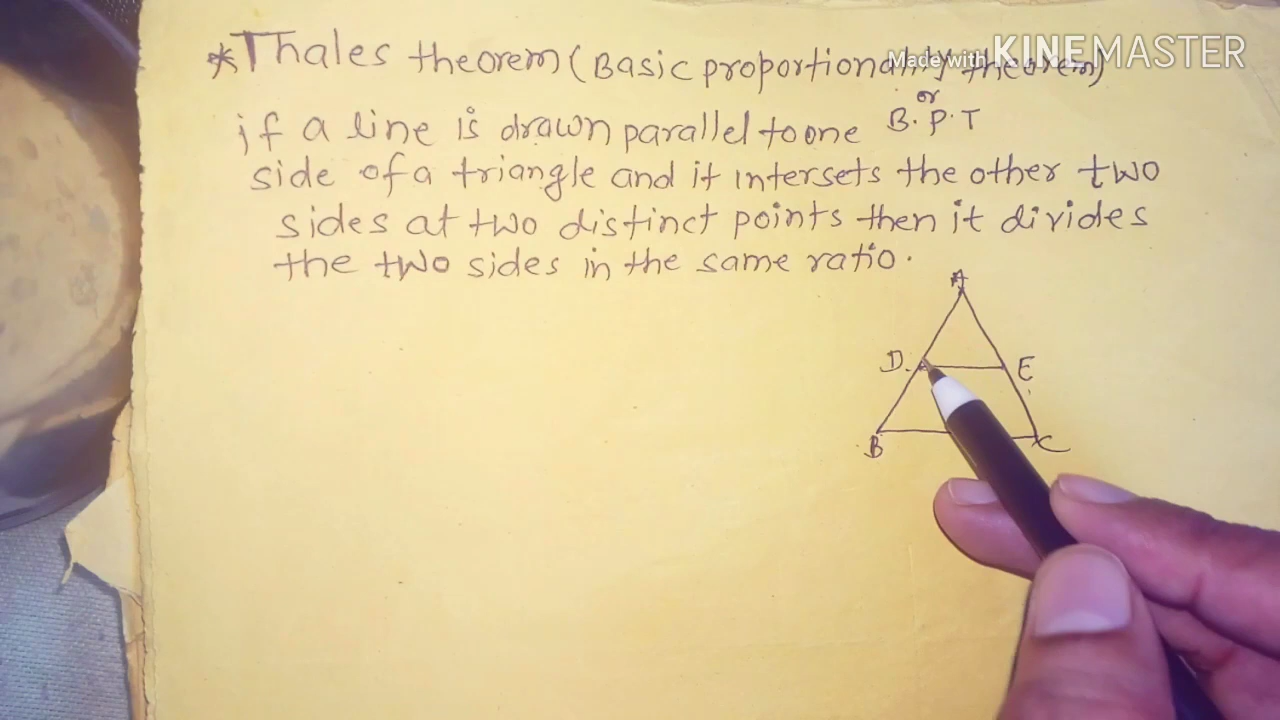 *Thales theorem (Basic proportionality theorem)
Made with KINEMASTER
or
B.P.T
if a line is drawn parallel to one
side of a triangle and it intersets the other two
sides at two distinct points then it divides
the two sides in the same ratio.
A
D E
B C